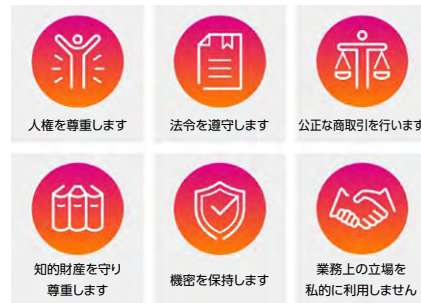 人権を尊重します
法令を遵守します
公正な商取引を行います
知的財産を守り
尊重します
機密を保持します
業務上の立場を
私的に利用しません